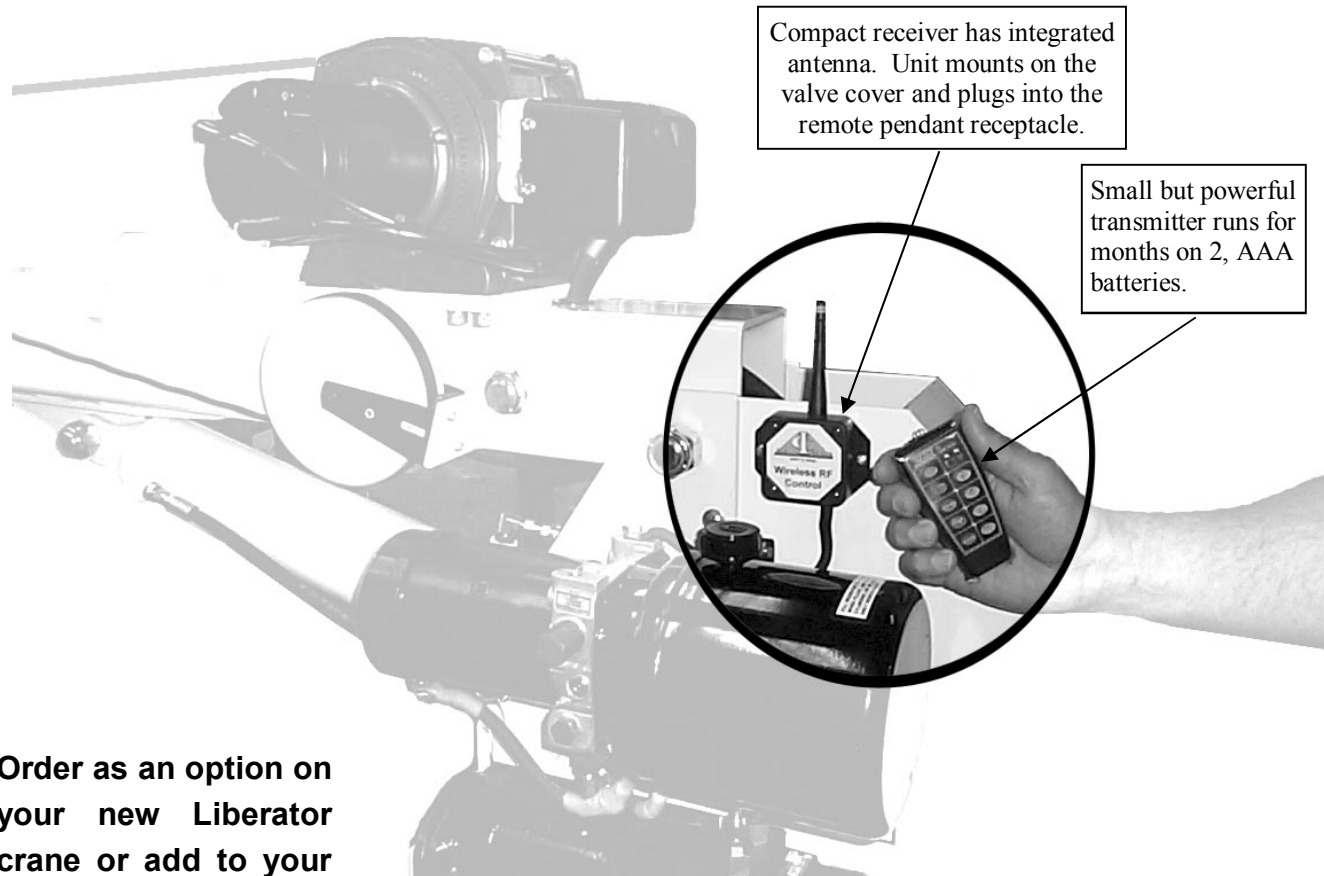 Compact receiver has integrated
antenna.  Unit mounts on the
valve cover and plugs into the
remote pendant receptacle.
Small but powerful
transmitter runs for
months on 2, AAA
batteries.
Wireless RF
Control
Order as an option on
your new Liberator
crane or add to your